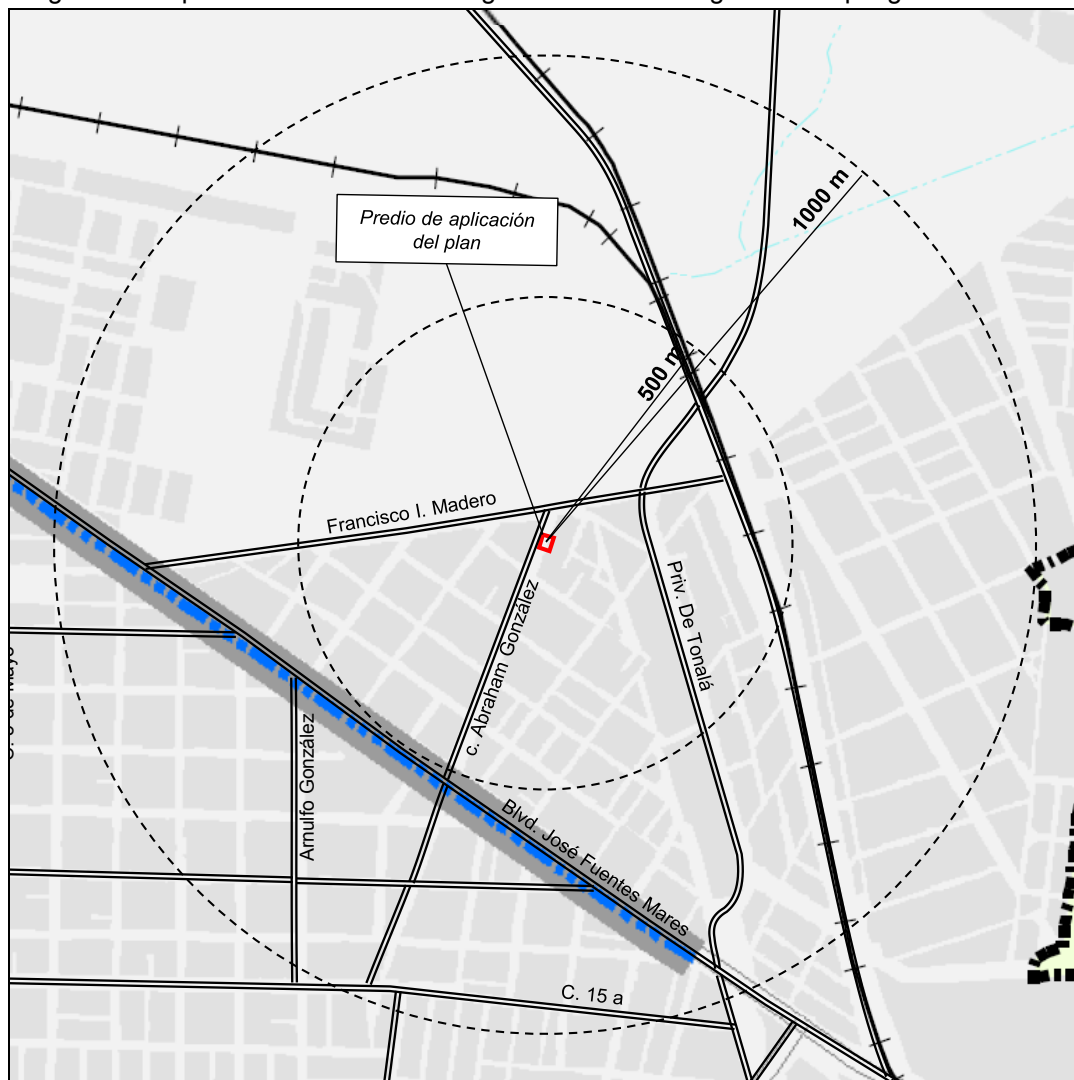 Predio de aplicación
del plan
1000 m
500 m
Francisco I. Madero
Priv. De Tonalá
c. Abraham González
Arnulfo González
Blvd. José Fuentes Mares
C. 15 a